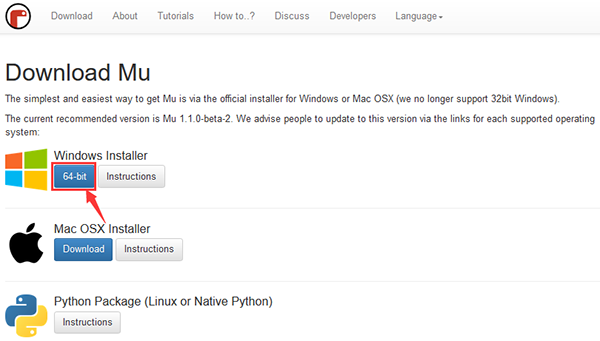 Download About Tutorials How to..? Discuss Developers Language
Download Mu
The simplest and easiest way to get Mu is via the official installer for Windows or Mac OSX (we no longer support 32bit Windows).
The current recommended version is Mu 1.1.0-beta-2. We advise people to update to this version via the links for each supported operating
system:
Windows Installer
64-bit Instructions
Mac OSX Installer
Download Instructions
Python Package (Linux or Native Python)
Instructions